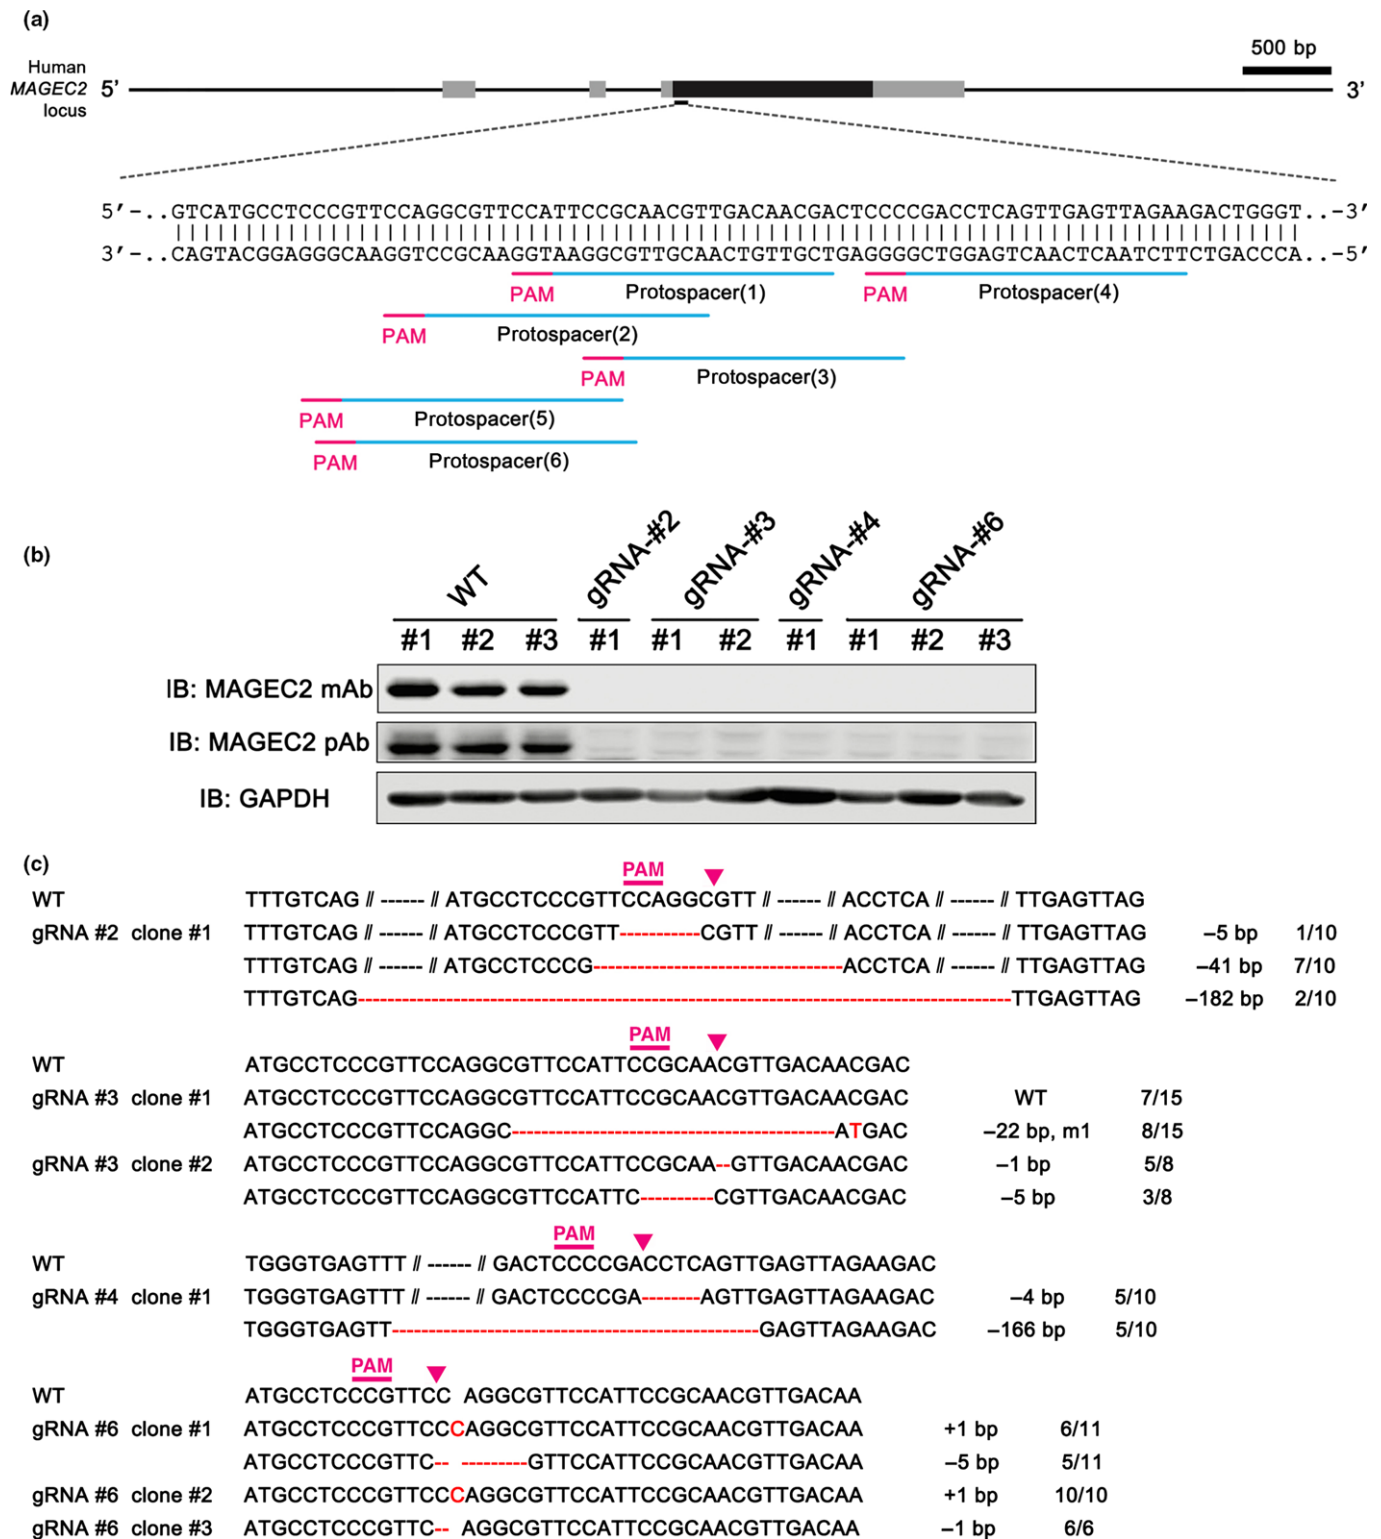 (a)
500 bp
Human
MAGEC2
locus
5’
3’
5’-..GTCATGCCTCCCGTTCCAGGCGTTCCATTCCGCAACGTTGACAACGACTCCCCGACCTCAGTTGAGTTAGAAGACTGGGT..-3’
3’-..CAGTACGGAGGGCAAGGTCCGCAAGGTAAGGCGTTGCAACTGTTGCTGAGGGGCTGGAGTCAACTCAATCTTCTGACCCA..-5’
PAM Protospacer(1) PAM Protospacer(4)
PAM Protospacer(2)
PAM Protospacer(3)
PAM Protospacer(5)
PAM Protospacer(6)
(b)
WT gRNA-#2 gRNA-#3 gRNA-#4 gRNA-#6
#1 #2 #3 #1 #1 #2 #1 #1 #2 #3
IB: MAGEC2 mAb
IB: MAGEC2 pAb
IB: GAPDH
(c)
PAM
WT TTTGTCAG // ------ // ATGCCTCCCGTTCCAGGCGTT // ------ // ACCTCA // ------ // TTGAGTTAG
gRNA #2 clone #1 TTTGTCAG // ------ // ATGCCTCCCGTT-----------CGTT // ------ // ACCTCA // ------ // TTGAGTTAG –5 bp 1/10
TTTGTCAG // ------ // ATGCCTCCCG----------------------------------ACCTCA // ------ // TTGAGTTAG –41 bp 7/10
TTTGTCAG------------------------------------------------------------------------------------------TTGAGTTAG –182 bp 2/10
PAM
WT ATGCCTCCCGTTCCAGGCGTTCCATTCCGCAACGTTGACAACGAC
gRNA #3 clone #1 ATGCCTCCCGTTCCAGGCGTTCCATTCCGCAACGTTGACAACGAC WT 7/15
ATGCCTCCCGTTCCAGGC--------------------------------------------ATGAC –22 bp, m1 8/15
gRNA #3 clone #2 ATGCCTCCCGTTCCAGGCGTTCCATTCCGCAA--GTTGACAACGAC –1 bp 5/8
ATGCCTCCCGTTCCAGGCGTTCCATTC----------CGTTGACAACGAC –5 bp 3/8
PAM
WT TGGGTGAGTTT // ------ // GACTCCCCGACCTCAGTTGAGTTAGAAGAC
gRNA #4 clone #1 TGGGTGAGTTT // ------ // GACTCCCCGA--------AGTTGAGTTAGAAGAC –4 bp 5/10
TGGGTGAGTT--------------------------------------------------GAGTTAGAAGAC –166 bp 5/10
PAM
WT ATGCCTCCCGTTCC AGGCGTTCCATTCCGCAACGTTGACAA
gRNA #6 clone #1 ATGCCTCCCGTTCCCAGGCGTTCCATTCCGCAACGTTGACAA +1 bp 6/11
ATGCCTCCCGTTC-- ---------GTTCCATTCCGCAACGTTGACAA –5 bp 5/11
gRNA #6 clone #2 ATGCCTCCCGTTCCCAGGCGTTCCATTCCGCAACGTTGACAA +1 bp 10/10
gRNA #6 clone #3 ATGCCTCCCGTTC-- AGGCGTTCCATTCCGCAACGTTGACAA –1 bp 6/6